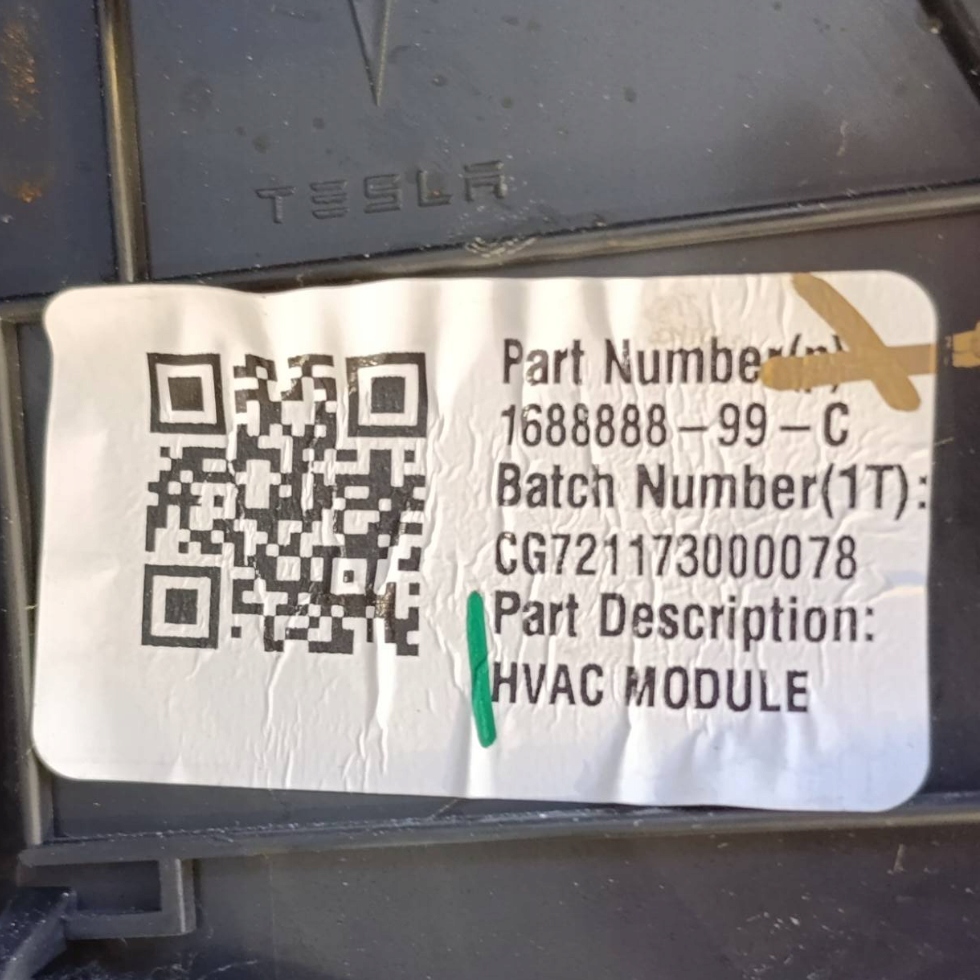 TESLA
Part Number(p)
1688888-99-C
Batch Number(1T):
CG721173000078
Part Description:
HVAC MODULE